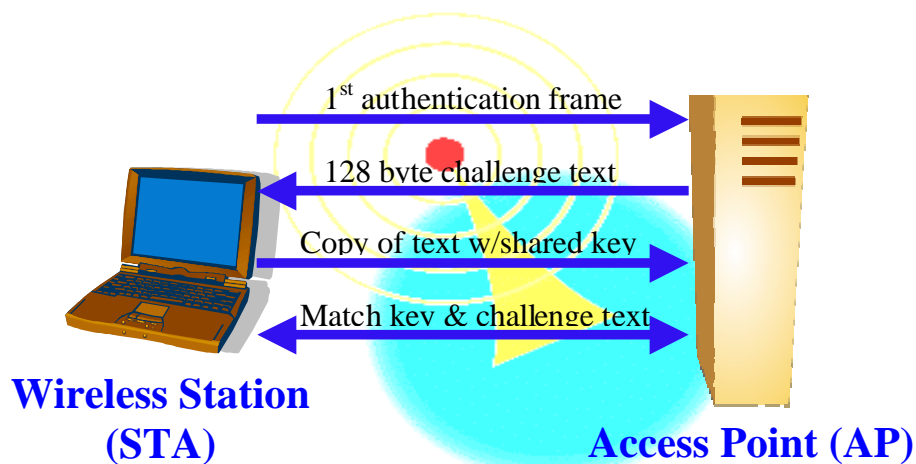 1st authentication frame
128 byte challenge text
Copy of text w/shared key
Match key & challenge text
Wireless Station
(STA)
Access Point (AP)